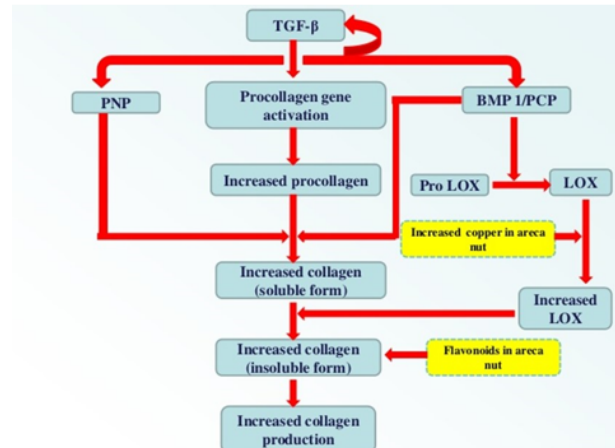 TGF-β
PNP
Procollagen gene
activation
BMP 1/PCP
Increased procollagen
Pro LOX
LOX
Increased copper in areca
nut
Increased collagen
(soluble form)
Increased
LOX
Increased collagen
(insoluble form)
Flavonoids in areca
nut
Increased collagen
production